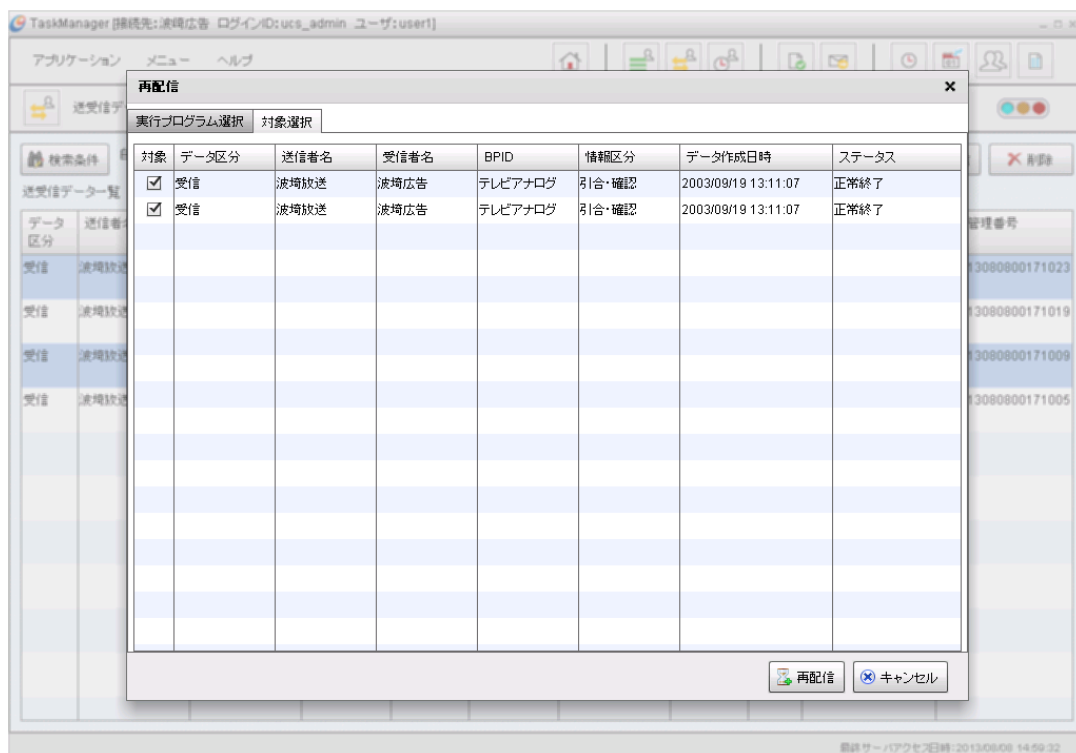 TaskManager [接続先:波崎広告 ログインID:ucs_admin ユーザ:user1]
アプリケーション メニュー ヘルプ
再配信
送受信デ
実行プログラム選択 対象選択
検索条件
削除
送受信データ一覧
対象 データ区分 送信者名 受信者名 BPID 情報区分 データ作成日時 ステータス
受信 波埼放送 波埼広告 テレビアナログ 引合・確認 2003/09/19 13:11:07 正常終了
受信 波埼放送 波埼広告 テレビアナログ 引合・確認 2003/09/19 13:11:07 正常終了
データ区分 送信者 管理番号
受信 波埼放送 13080800171023
受信 波埼放送 13080800171019
受信 波埼放送 13080800171009
受信 波埼放送 13080800171005
再配信 キャンセル
最終サーバアクセス日時:2013/08/08 14:59:32